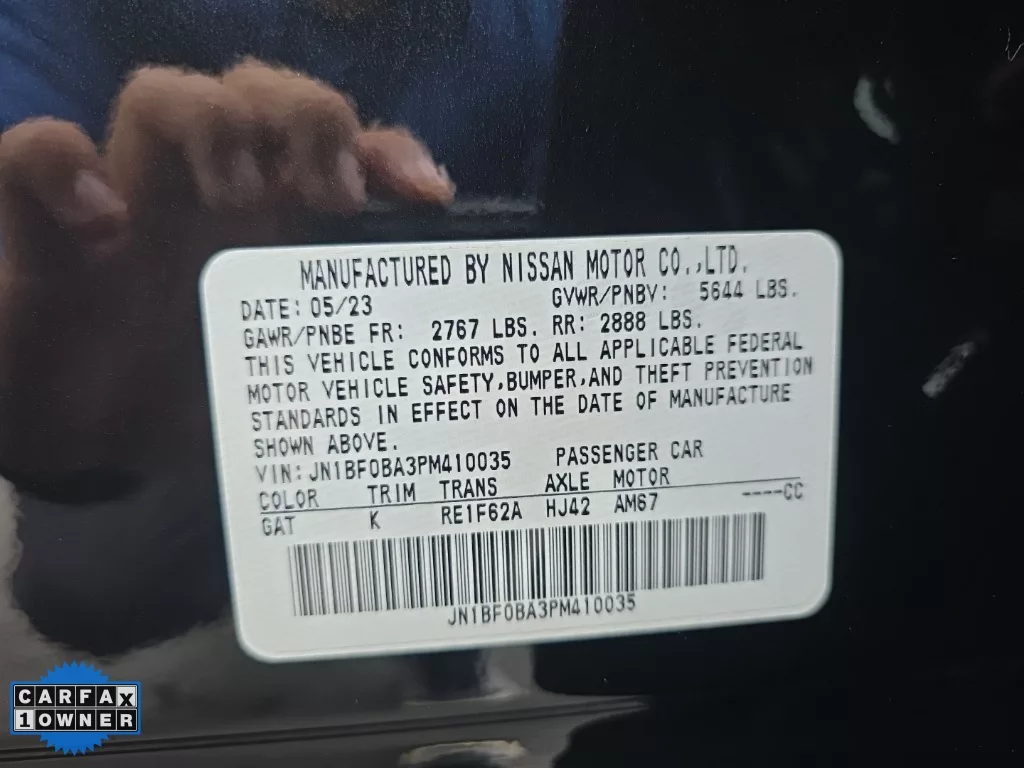 MANUFACTURED BY NISSAN MOTOR CO.,LTD.
DATE: 05/23 GVWR/PNBV: 5644 LBS.
GAWR/PNBE FR: 2767 LBS. RR: 2888 LBS.
THIS VEHICLE CONFORMS TO ALL APPLICABLE FEDERAL
MOTOR VEHICLE SAFETY,BUMPER,AND THEFT PREVENTION
STANDARDS IN EFFECT ON THE DATE OF MANUFACTURE
SHOWN ABOVE.
VIN: JN1BF0BA3PM410035 PASSENGER CAR
COLOR TRIM TRANS AXLE MOTOR
GAT K RE1F62A HJ42 AM67 ----CC
JN1BF0BA3PM410035
CARFAX
1 OWNER